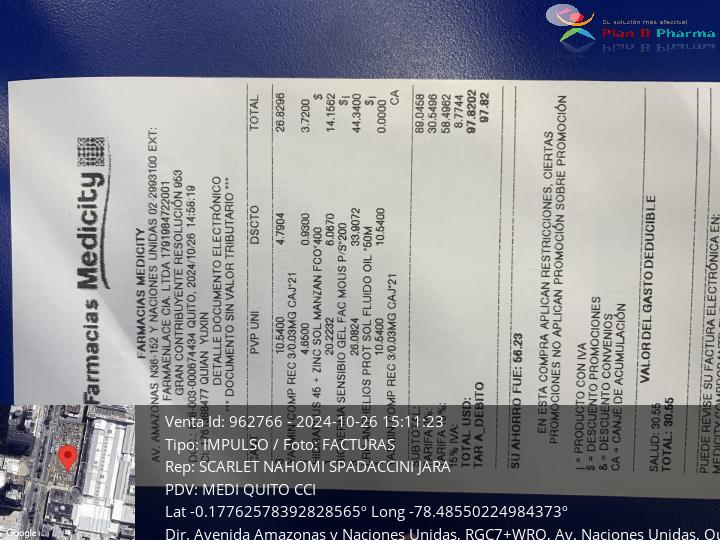 Su solución más efectiva!
Plan B Pharma
Farmacias Medicity
FARMACIAS MEDICITY
AV. AMAZONAS N36-152 Y NACIONES UNIDAS 02-2993100 EXT:
FARMAENLACE CIA. LTDA 1791984722001
GRAN CONTRIBUYENTE RESOLUCIÓN 953
-003-000674434 QUITO, 2024/10/26 14:58:19
QUIAN YUXIN
DETALLE DOCUMENTO ELECTRÓNICO
*** DOCUMENTO SIN VALOR TRIBUTARIO ***
PVP UNI DSCTO TOTAL
COMP REC 3/0.03MG CAJ*21
10.5400 4.7904 26.8296
45 + ZINC SOL MANZAN FCO*400 $
4.6500 0.9300 3.7200
SENSIBIO GEL FAC MOUS P/S*200 $|
20.2232 6.0670 14.1562
HELIOS PROT SOL FLUIDO OIL *50M $|
26.0824 33.9072 44.3400
COMP REC 3/0.03MG CAJ*21 CA
10.5400 10.5400 0.0000
SUBTOTAL: 89.0458
30.5496
58.4962
15% IVA: 8.7744
TOTAL USD: 97.8202
TAR A_DEBITO 97.82
SU AHORRO FUE: 56.23
EN ESTA COMPRA APLICAN RESTRICCIONES, CIERTAS
PROMOCIONES NO APLICAN PROMOCIÓN SOBRE PROMOCIÓN
| = PRODUCTO CON IVA
$ = DESCUENTO PROMOCIONES
& = DESCUENTO CONVENIOS
CA = CANJE DE ACUMULACIÓN
VALOR DEL GASTO DEDUCIBLE
SALUD: 30.55
TOTAL: 30.55
PUEDE REVISE SU FACTURA ELECTRÓNICA EN:
Venta Id: 962766 - 2024-10-26 15:11:23
Tipo: IMPULSO / Foto: FACTURAS
Rep: SCARLET NAHOMI SPADACCINI JARA
PDV: MEDI QUITO CCI
Lat -0.17762578392828565° Long -78.48550224984373°
Dir. Avenida Amazonas y Naciones Unidas, RGC7+WRQ, Av. Naciones Unidas,
Google